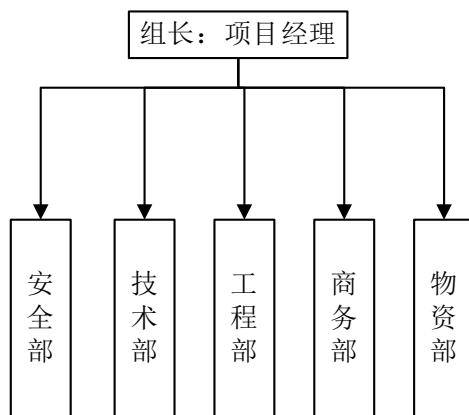 组长：项目经理
安全部
技术部
工程部
商务部
物资部